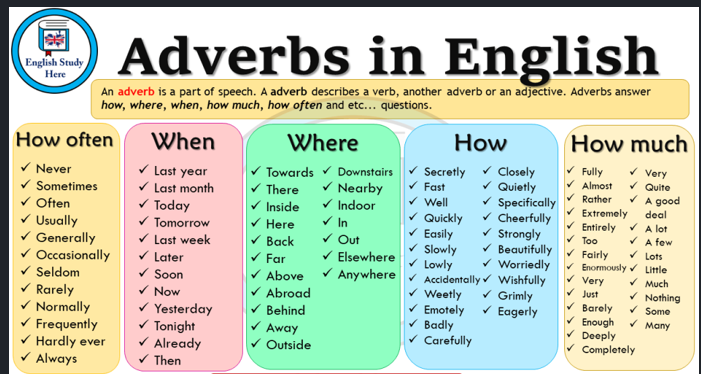 English Study
Here
Adverbs in English
An adverb is a part of speech. A adverb describes a verb, another adverb or an adjective. Adverbs answer
how, where, when, how much, how often and etc... questions.
How often
Never
Sometimes
Often
Usually
Generally
Occasionally
Seldom
Rarely
Normally
Frequently
Hardly ever
Always
When
Last year
Last month
Today
Tomorrow
Last week
Later
Soon
Now
Yesterday
Tonight
Already
Then
Where
Towards
There
Inside
Here
Back
Far
Above
Abroad
Behind
Away
Outside
Downstairs
Nearby
Indoor
In
Out
Elsewhere
Anywhere
How
Secretly
Fast
Well
Quickly
Easily
Slowly
Lowly
Accidentally
Weetly
Emotely
Badly
Carefully
Closely
Quietly
Specifically
Cheerfully
Strongly
Beautifully
Worriedly
Wishfully
Grimly
Eagerly
How much
Fully
Almost
Rather
Extremely
Entirely
Too
Fairly
Enormously
Very
Just
Barely
Enough
Deeply
Completely
Very
Quite
A good
deal
A lot
A few
Lots
Little
Much
Nothing
Some
Many